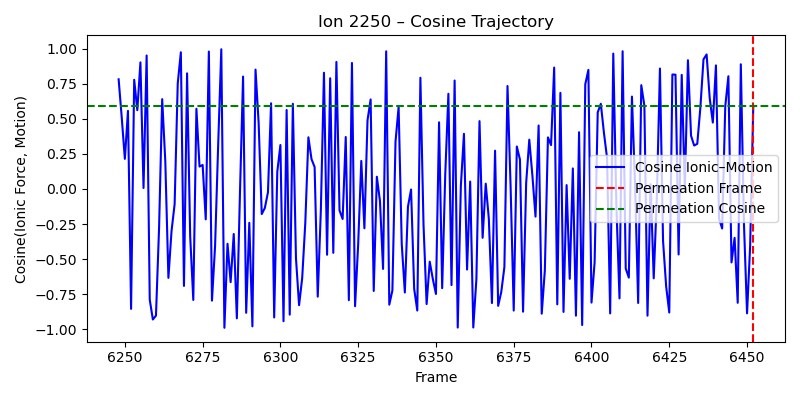 Ion 2250 – Cosine Trajectory
Cosine(Ionic Force, Motion)
1.00
0.75
0.50
0.25
0.00
−0.25
−0.50
−0.75
−1.00
Cosine Ionic–Motion
Permeation Frame
Permeation Cosine
6250 6275 6300 6325 6350 6375 6400 6425 6450
Frame